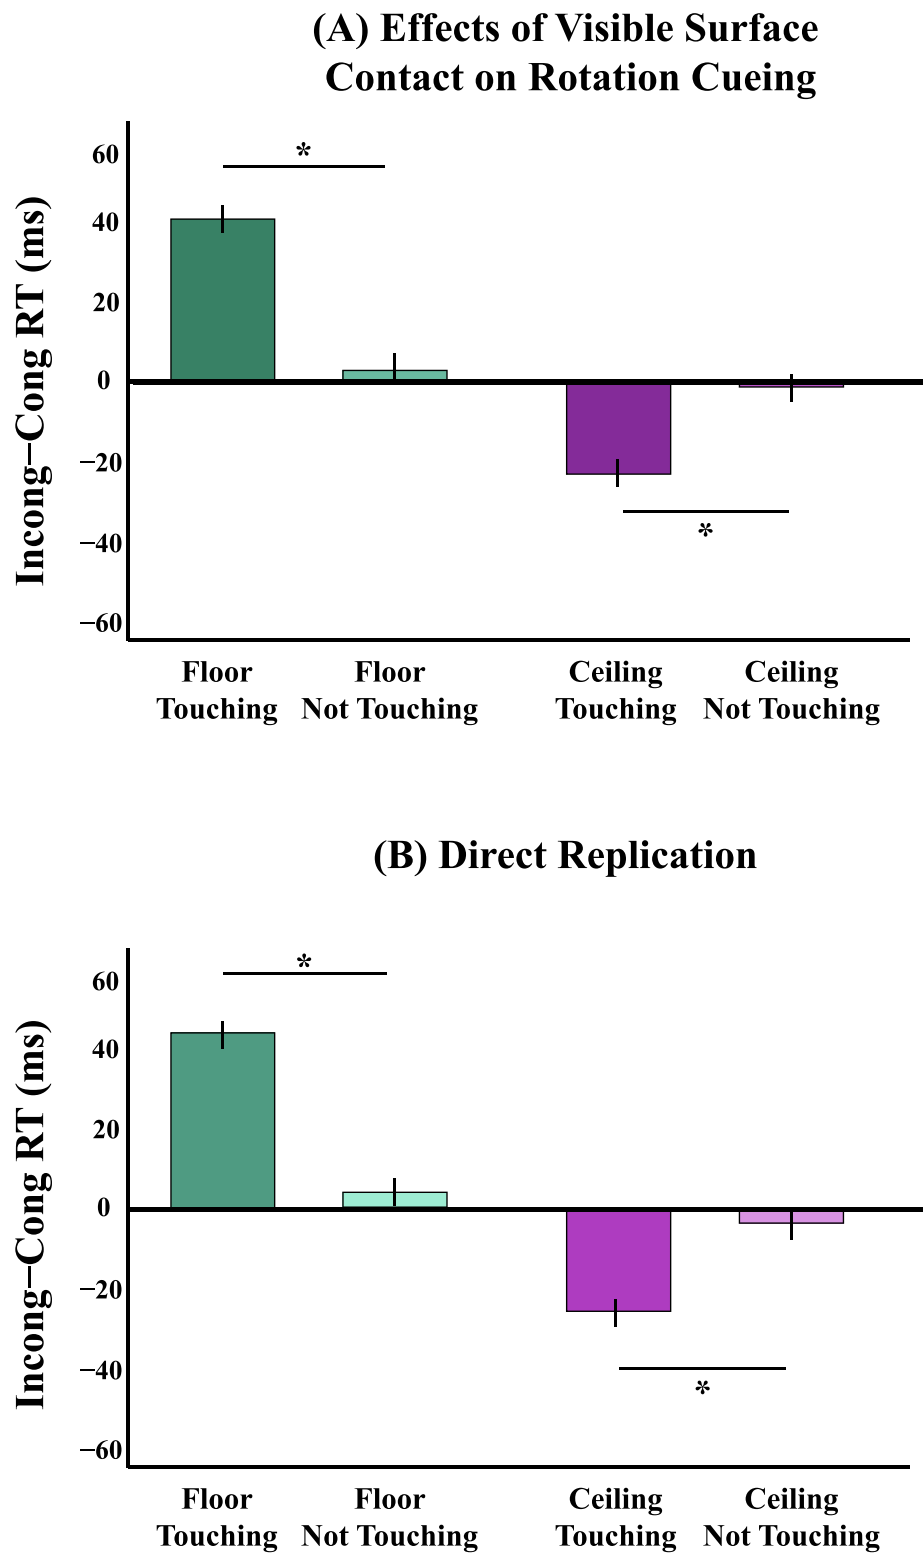 (A) Effects of Visible Surface
Contact on Rotation Cueing
Incong–Cong RT (ms)
60
40
20
0
−20
−40
−60
*
*
Floor Touching
Floor Not Touching
Ceiling Touching
Ceiling Not Touching
(B) Direct Replication
Incong–Cong RT (ms)
60
40
20
0
−20
−40
−60
*
*
Floor Touching
Floor Not Touching
Ceiling Touching
Ceiling Not Touching